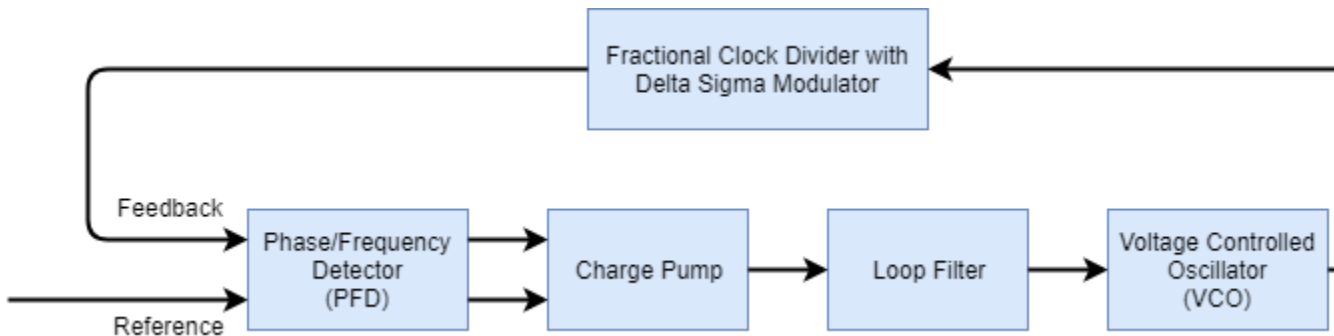 Fractional Clock Divider with
Delta Sigma Modulator
Feedback
Phase/Frequency
Detector
(PFD)
Charge Pump
Loop Filter
Voltage Controlled
Oscillator
(VCO)
Reference